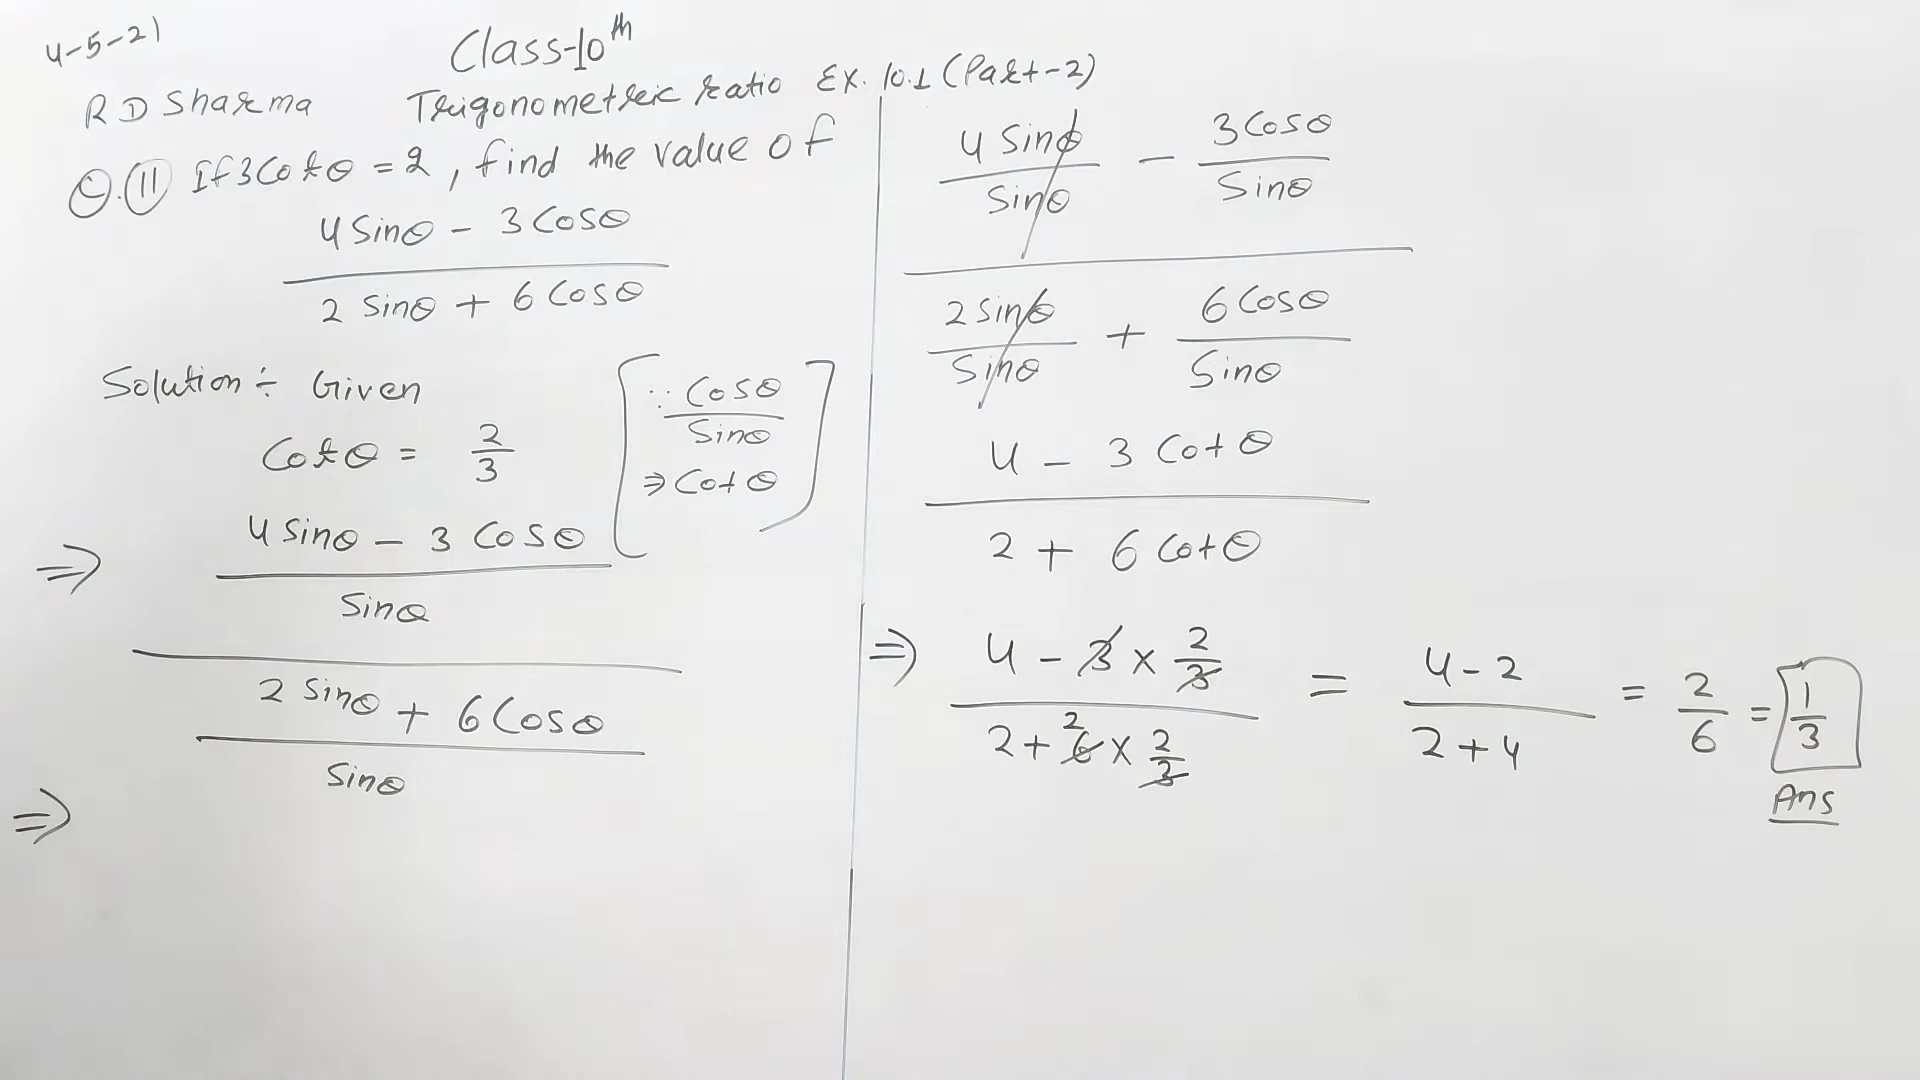 4-5-21
Class-10th
RD Sharma Trigonometric ratio Ex. 10.1 (Part-2)
Q.(11) If 3Cotθ = 2, find the value of
4 Sinθ - 3 Cosθ
2 Sinθ + 6 Cosθ
Solution ÷ Given
Cotθ = 2/3
[∵ Cosθ/Sinθ
⇒ Cotθ]
⇒ 4 Sinθ - 3 Cosθ
Sinθ
2 Sinθ + 6 Cosθ
Sinθ
⇒
4 Sinθ/Sinθ - 3 Cosθ/Sinθ
2 Sinθ/Sinθ + 6 Cosθ/Sinθ
4 - 3 Cotθ
2 + 6 Cotθ
⇒ 4 - 3 × 2/3 = 4 - 2 = 2/6 = 1/3
2 + 6 2 × 2/3 2 + 4
Ans